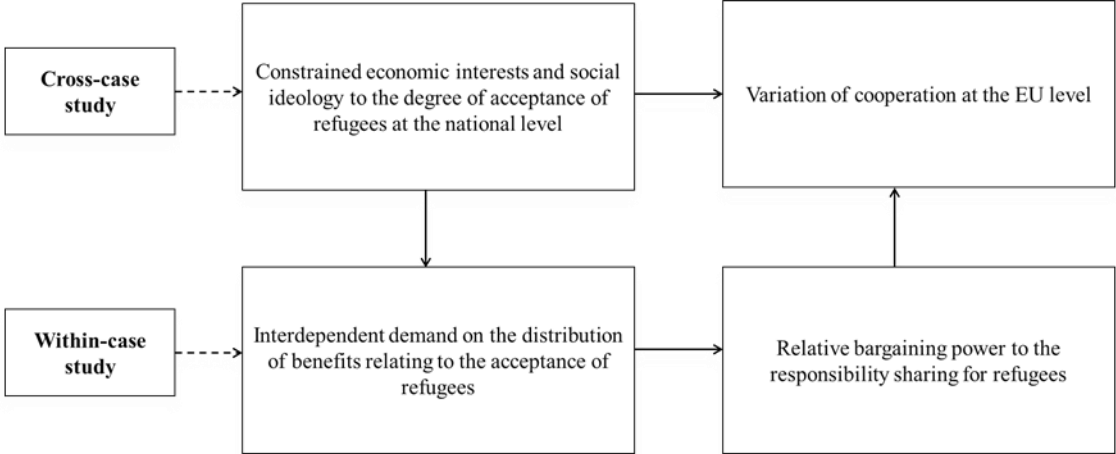 Cross-case
study
Constrained economic interests and social
ideology to the degree of acceptance of
refugees at the national level
Variation of cooperation at the EU level
Within-case
study
Interdependent demand on the distribution
of benefits relating to the acceptance of
refugees
Relative bargaining power to the
responsibility sharing for refugees